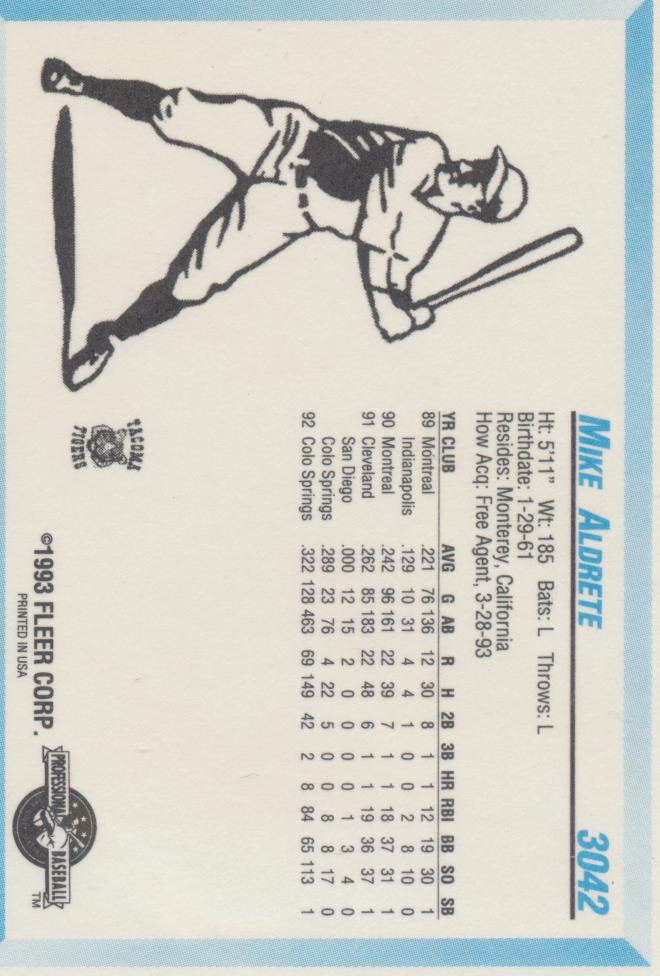 MIKE ALDRETE 3042
Ht: 5'11" Wt: 185 Bats: L Throws: L
Birthdate: 1-29-61
Resides: Monterey, California
How Acq: Free Agent, 3-28-93
YR CLUB AVG G AB R H 2B 3B HR RBI BB SO SB
89 Montreal .221 76 136 12 30 8 1 1 12 19 30 1
Indianapolis .129 10 31 4 4 1 0 0 2 8 10 0
90 Montreal .242 96 161 22 39 7 1 1 18 37 31 1
91 Cleveland .262 85 183 22 48 6 1 1 19 36 37 1
San Diego .000 12 15 2 0 0 0 0 1 3 4 0
Colo Springs .289 23 76 4 22 5 0 0 8 8 17 0
92 Colo Springs .322 128 463 69 149 42 2 8 84 65 113 1
TACOMA
TIGERS
©1993 FLEER CORP.
PRINTED IN USA
PROFESSIONAL BASEBALL TM